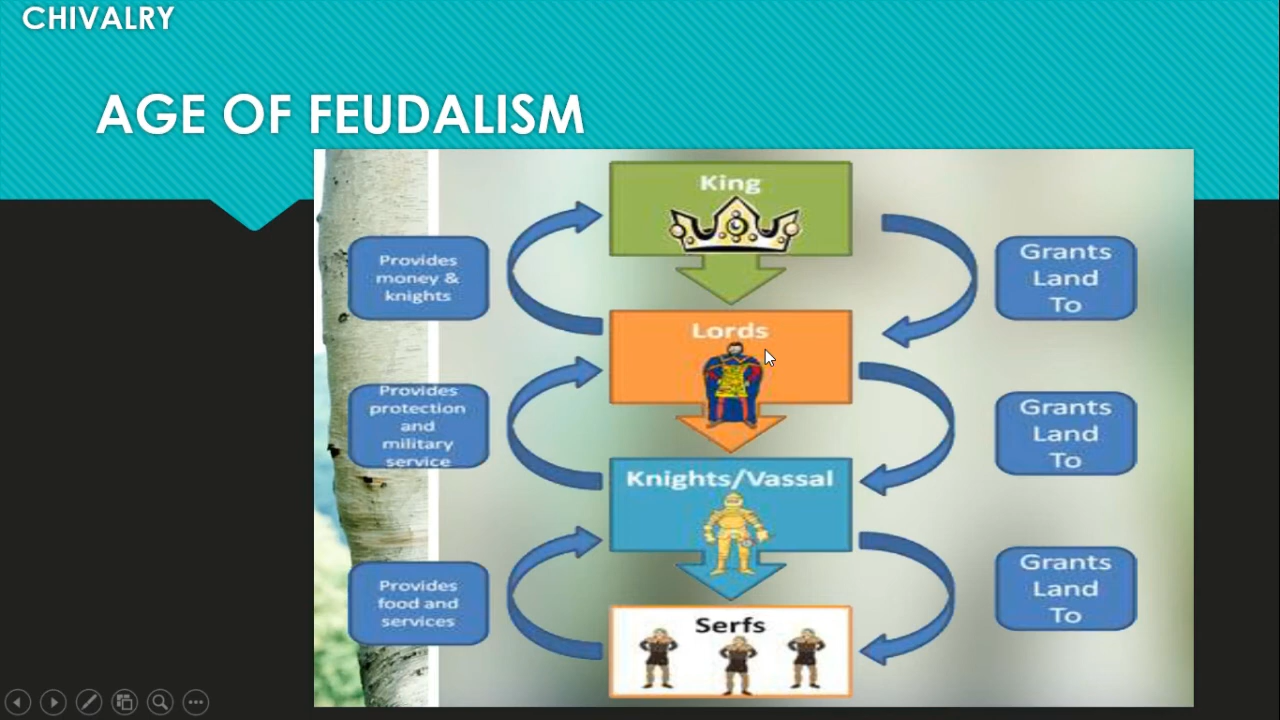 CHIVALRY
AGE OF FEUDALISM
King
Provides
money &
knights
Grants
Land
To
Lords
Provides
protection
and
military
service
Grants
Land
To
Knights/Vassal
Provides
food and
services
Grants
Land
To
Serfs